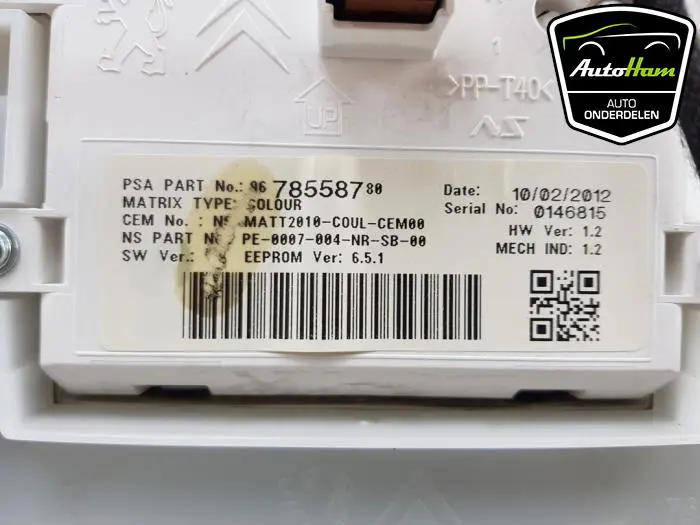 AutoHam
AUTO
ONDERDELEN
1
>PP-T40<
UP
PSA PART No.: 96 785587 80
MATRIX TYPE: COLOUR
CEM No.: MATT2010-COUL-CEM00
NS PART PE-0007-004-NR-SB-00
SW Ver.: EEPROM Ver: 6.5.1
Date: 10/02/2012
Serial No: 0146815
HW Ver: 1.2
MECH IND: 1.2